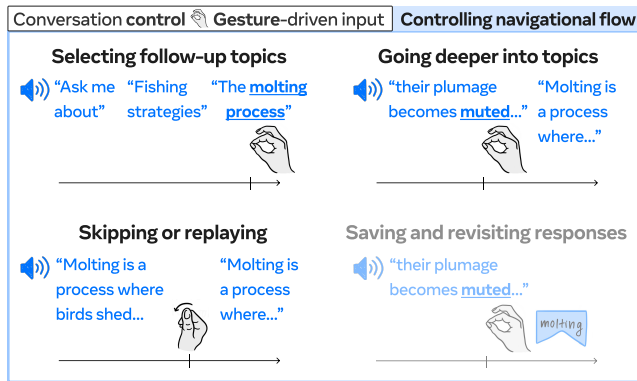 Conversation control Gesture-driven input
Controlling navigational flow
Selecting follow-up topics
“Ask me
about”
“Fishing
strategies”
“The molting
process”
Going deeper into topics
“their plumage
becomes muted...”
“Molting is
a process
where...”
Skipping or replaying
“Molting is a
process where
birds shed...
“Molting is
a process
where...”
Saving and revisiting responses
“their plumage
becomes muted...”
molting